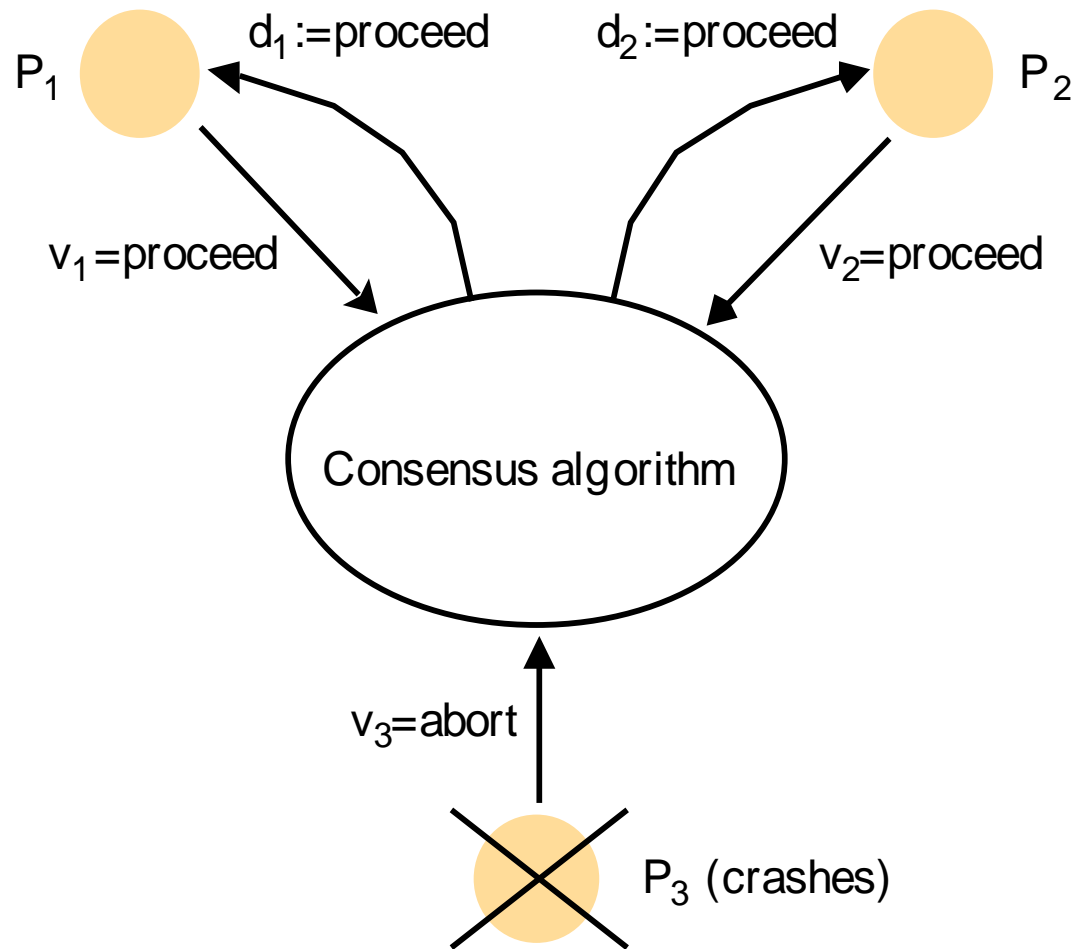 d₁:=proceed
d₂:=proceed
P₁
P₂
v₁=proceed
v₂=proceed
Consensus algorithm
v₃=abort
P₃ (crashes)